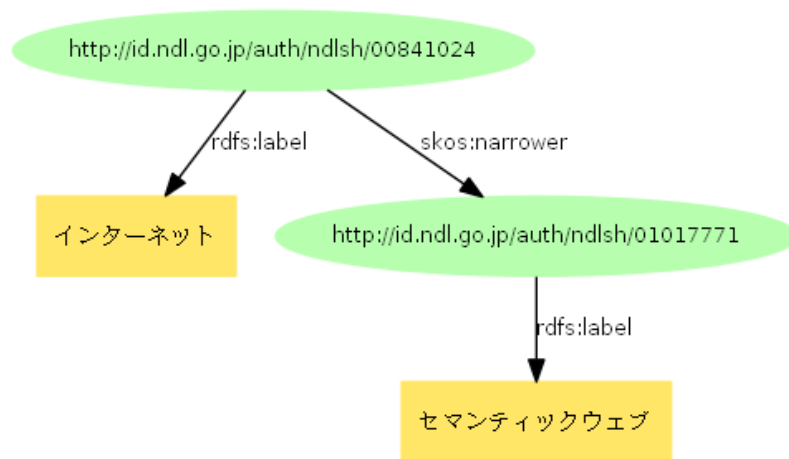 http://id.ndl.go.jp/auth/ndlsh/00841024
rdfs:label
skos:narrower
インターネット
http://id.ndl.go.jp/auth/ndlsh/01017771
rdfs:label
セマンティックウェブ